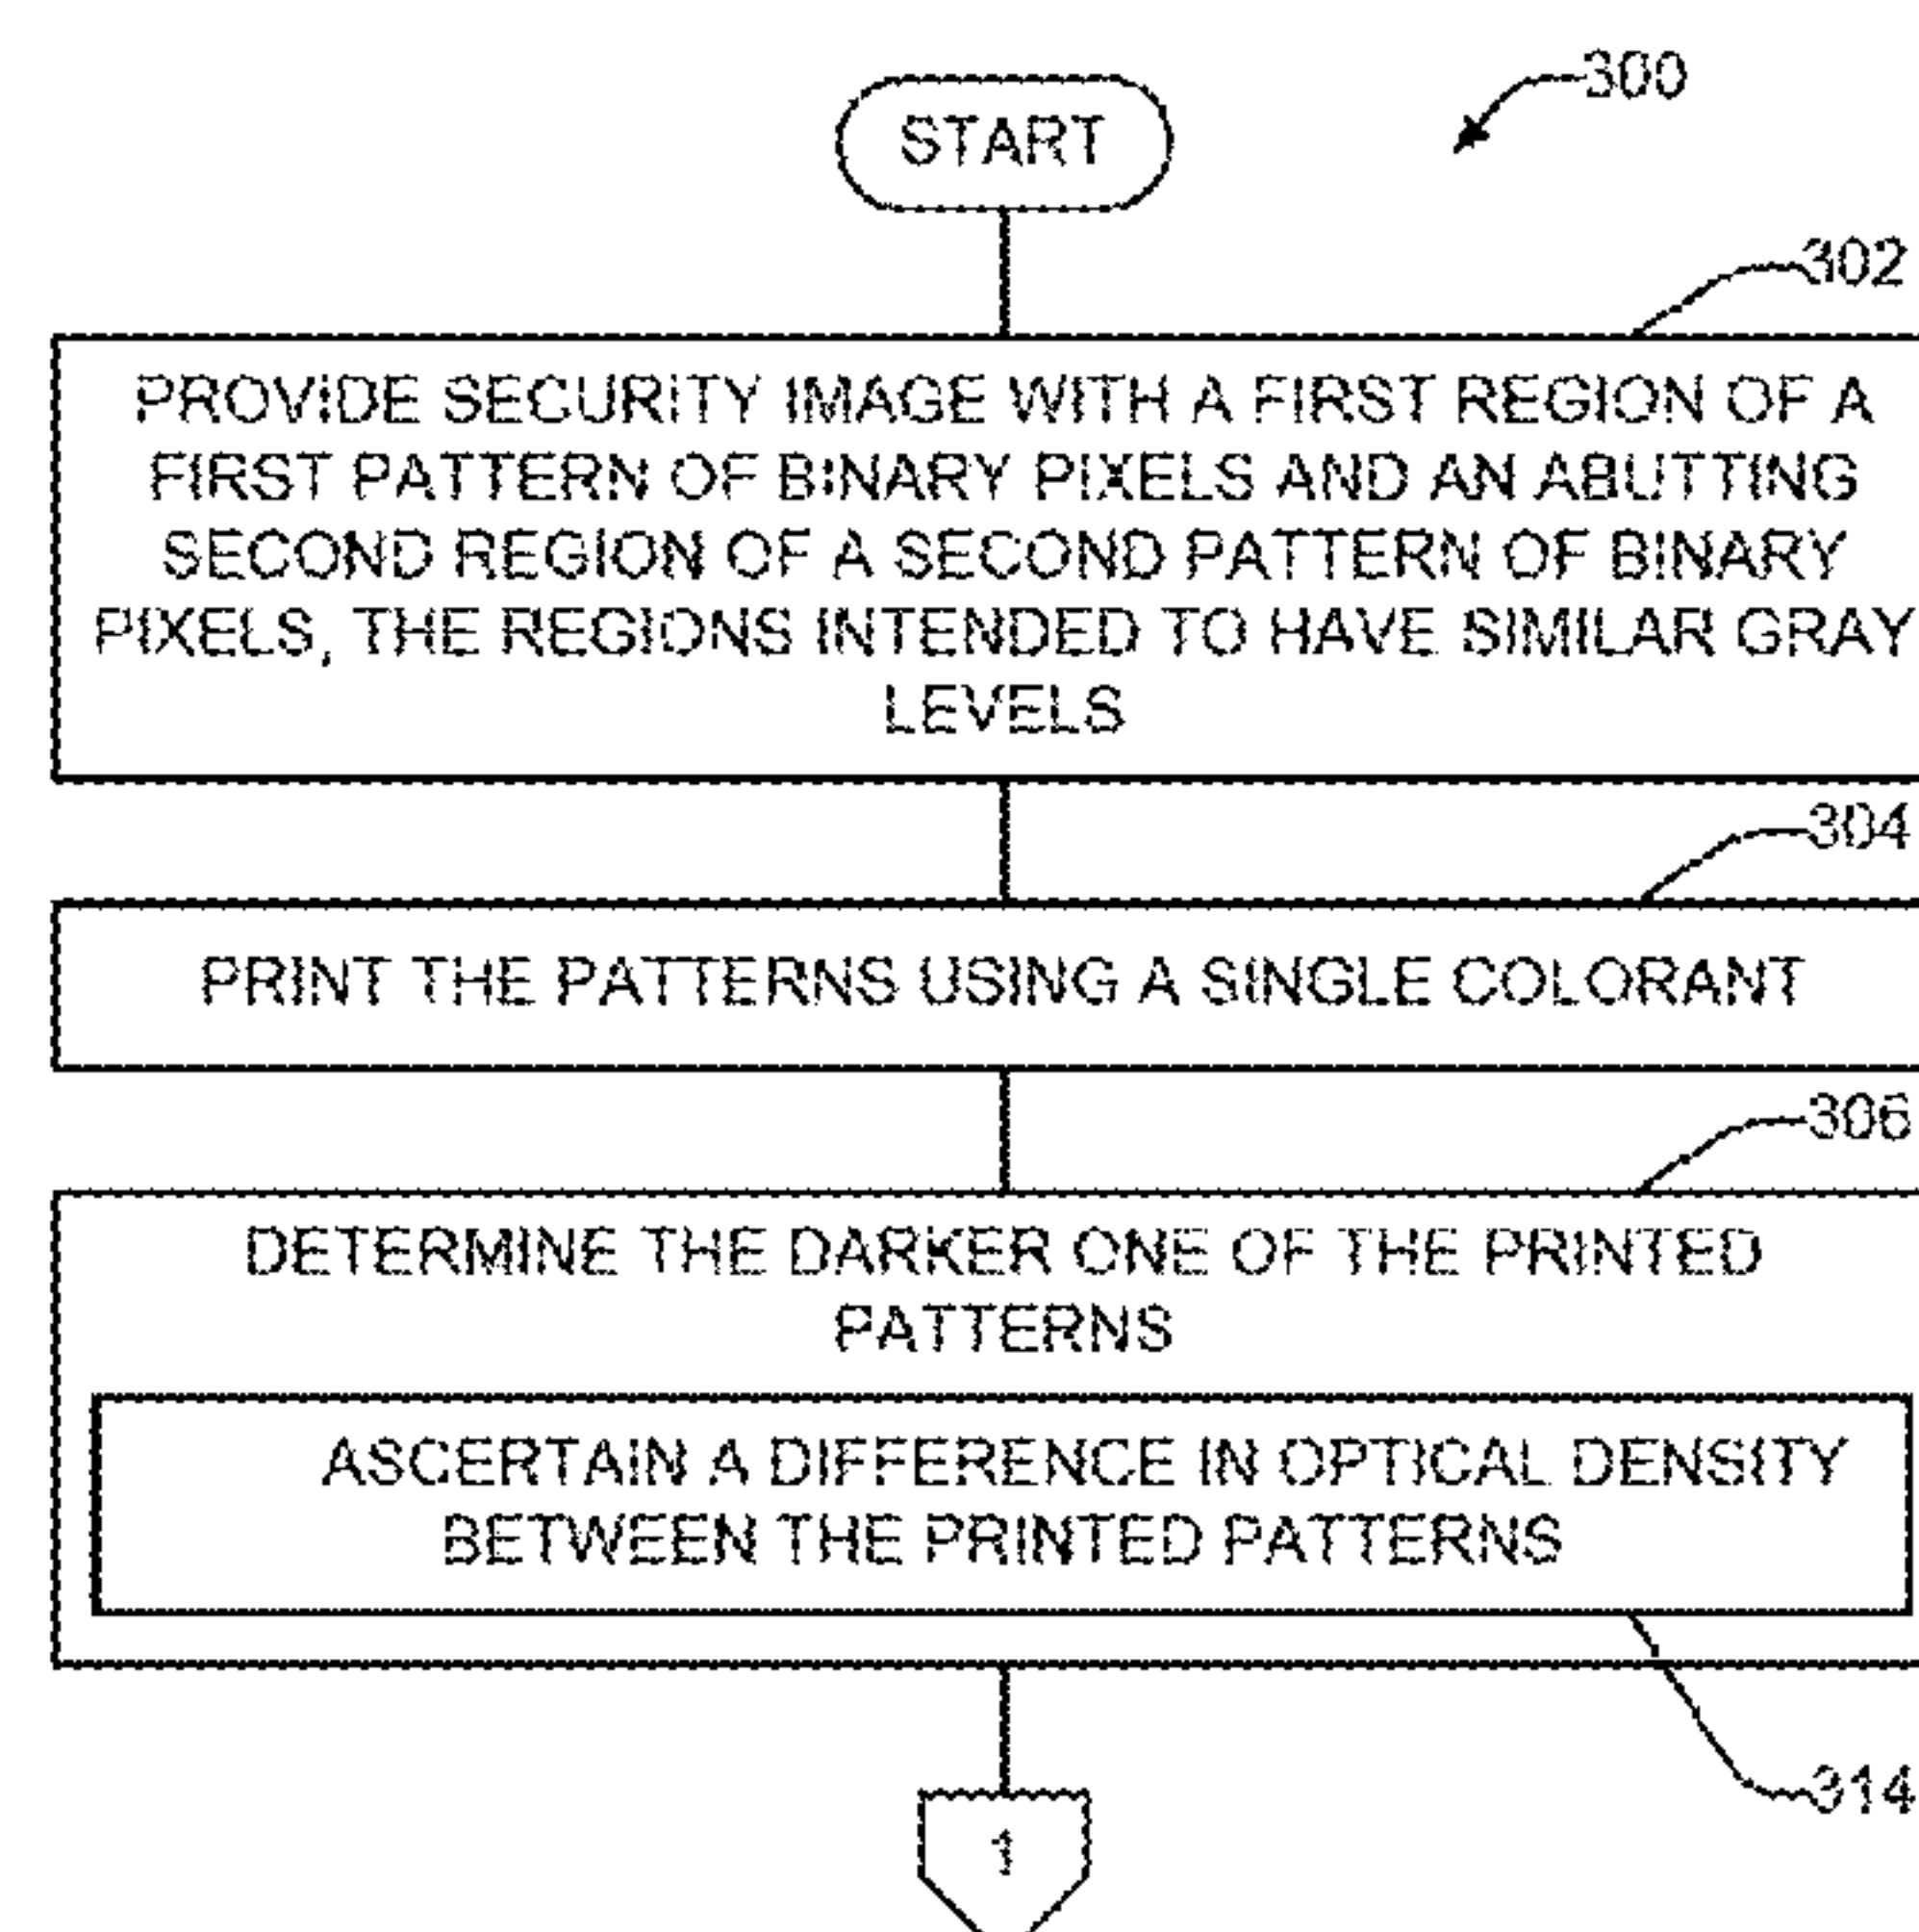 300
START
302
PROVIDE SECURITY IMAGE WITH A FIRST REGION OF A
FIRST PATTERN OF BINARY PIXELS AND AN ABUTTING
SECOND REGION OF A SECOND PATTERN OF BINARY
PIXELS, THE REGIONS INTENDED TO HAVE SIMILAR GRAY
LEVELS
304
PRINT THE PATTERNS USING A SINGLE COLORANT
306
DETERMINE THE DARKER ONE OF THE PRINTED
PATTERNS
ASCERTAIN A DIFFERENCE IN OPTICAL DENSITY
BETWEEN THE PRINTED PATTERNS
314
1